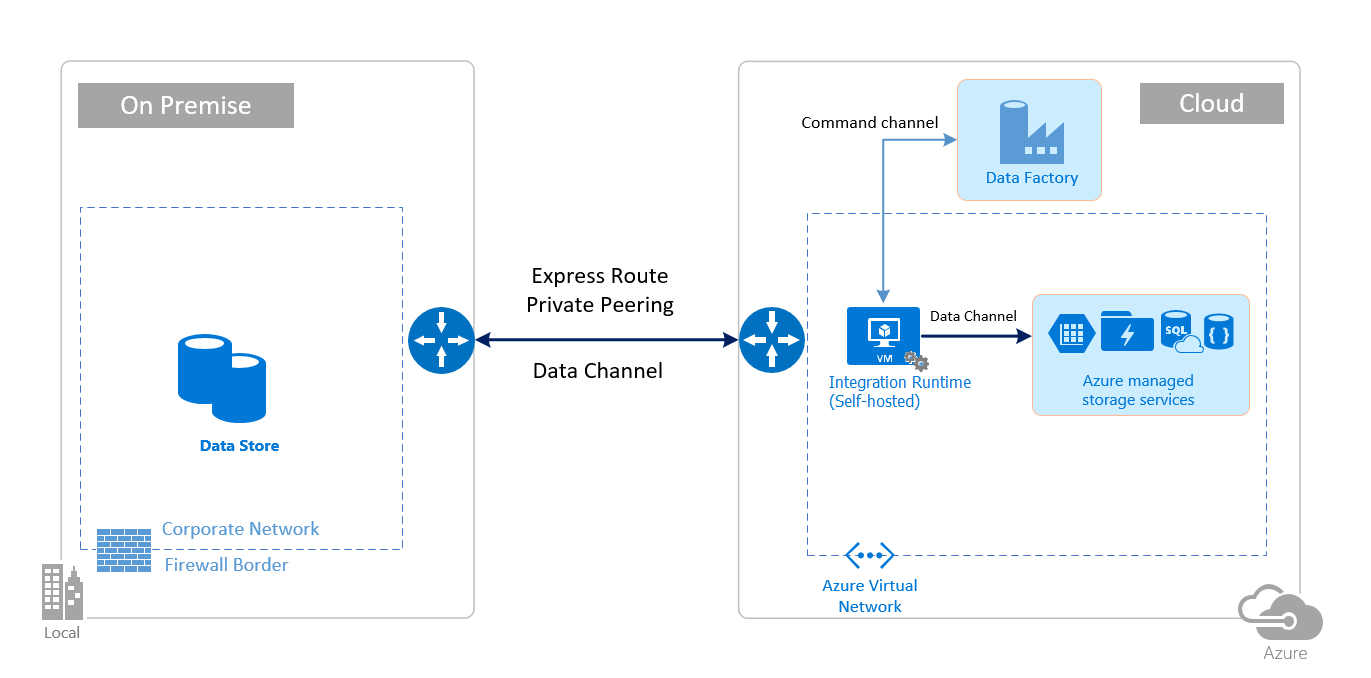 On Premise
Cloud
Command channel
Data Factory
Express Route
Private Peering
Data Channel
Data Channel
VM
SQL
{ }
Integration Runtime
(Self-hosted)
Azure managed
storage services
Data Store
Corporate Network
Firewall Border
Azure Virtual
Network
Local
Azure